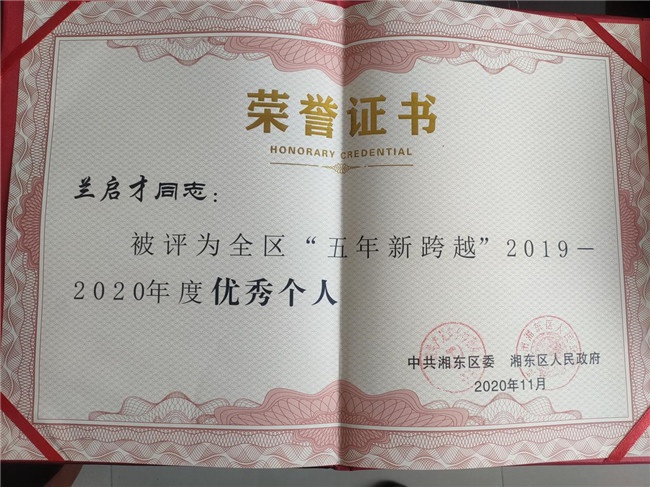 荣誉证书
HONORARY CREDENTIAL
兰启才同志：
被评为全区“五年新跨越”2019－
2020年度优秀个人
中共湘东区委 湘东区人民政府
2020年11月